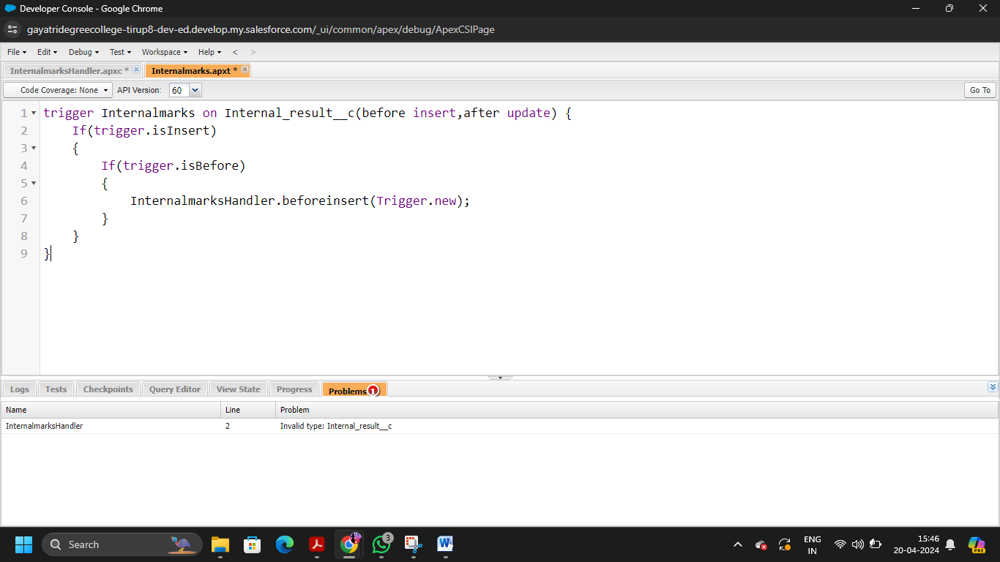 Developer Console - Google Chrome
gayatridegreecollege-tirup8-dev-ed.develop.my.salesforce.com/_ui/common/apex/debug/ApexCSIPage
File Edit Debug Test Workspace Help < >
InternalmarksHandler.apxc * Internalmarks.apxt *
Code Coverage: None API Version: 60 Go To
1 trigger Internalmarks on Internal_result__c(before insert,after update) {
2 If(trigger.isInsert)
3 {
4 If(trigger.isBefore)
5 {
6 InternalmarksHandler.beforeinsert(Trigger.new);
7 }
8 }
9 }
Logs Tests Checkpoints Query Editor View State Progress Problems 1
Name Line Problem
InternalmarksHandler 2 Invalid type: Internal_result__c
Search 3 ENG IN 15:46 20-04-2024 PRE